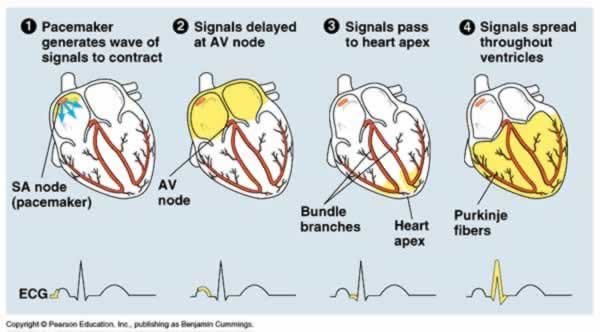 1 Pacemaker
generates wave of
signals to contract
2 Signals delayed
at AV node
3 Signals pass
to heart apex
4 Signals spread
throughout
ventricles
SA node
(pacemaker)
AV
node
Bundle
branches
Heart
apex
Purkinje
fibers
ECG
Copyright © Pearson Education, Inc., publishing as Benjamin Cummings.